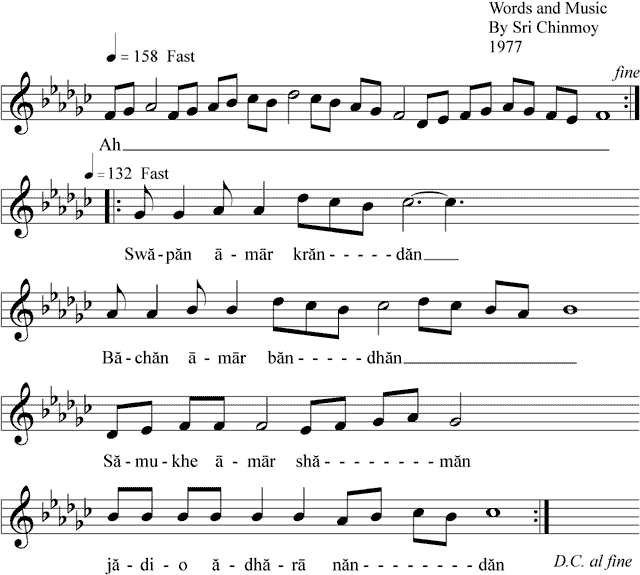 Words and Music
By Sri Chinmoy
1977
= 158 Fast
fine
Ah
= 132 Fast
Swă-păn ā-mār krăn-----dăn
Bă-chăn ā-mār băn-----dhăn
Să-mu-khe ā-mār shă---------măn
jă-di-o ă-dhă-rā năn--------dăn
D.C. al fine